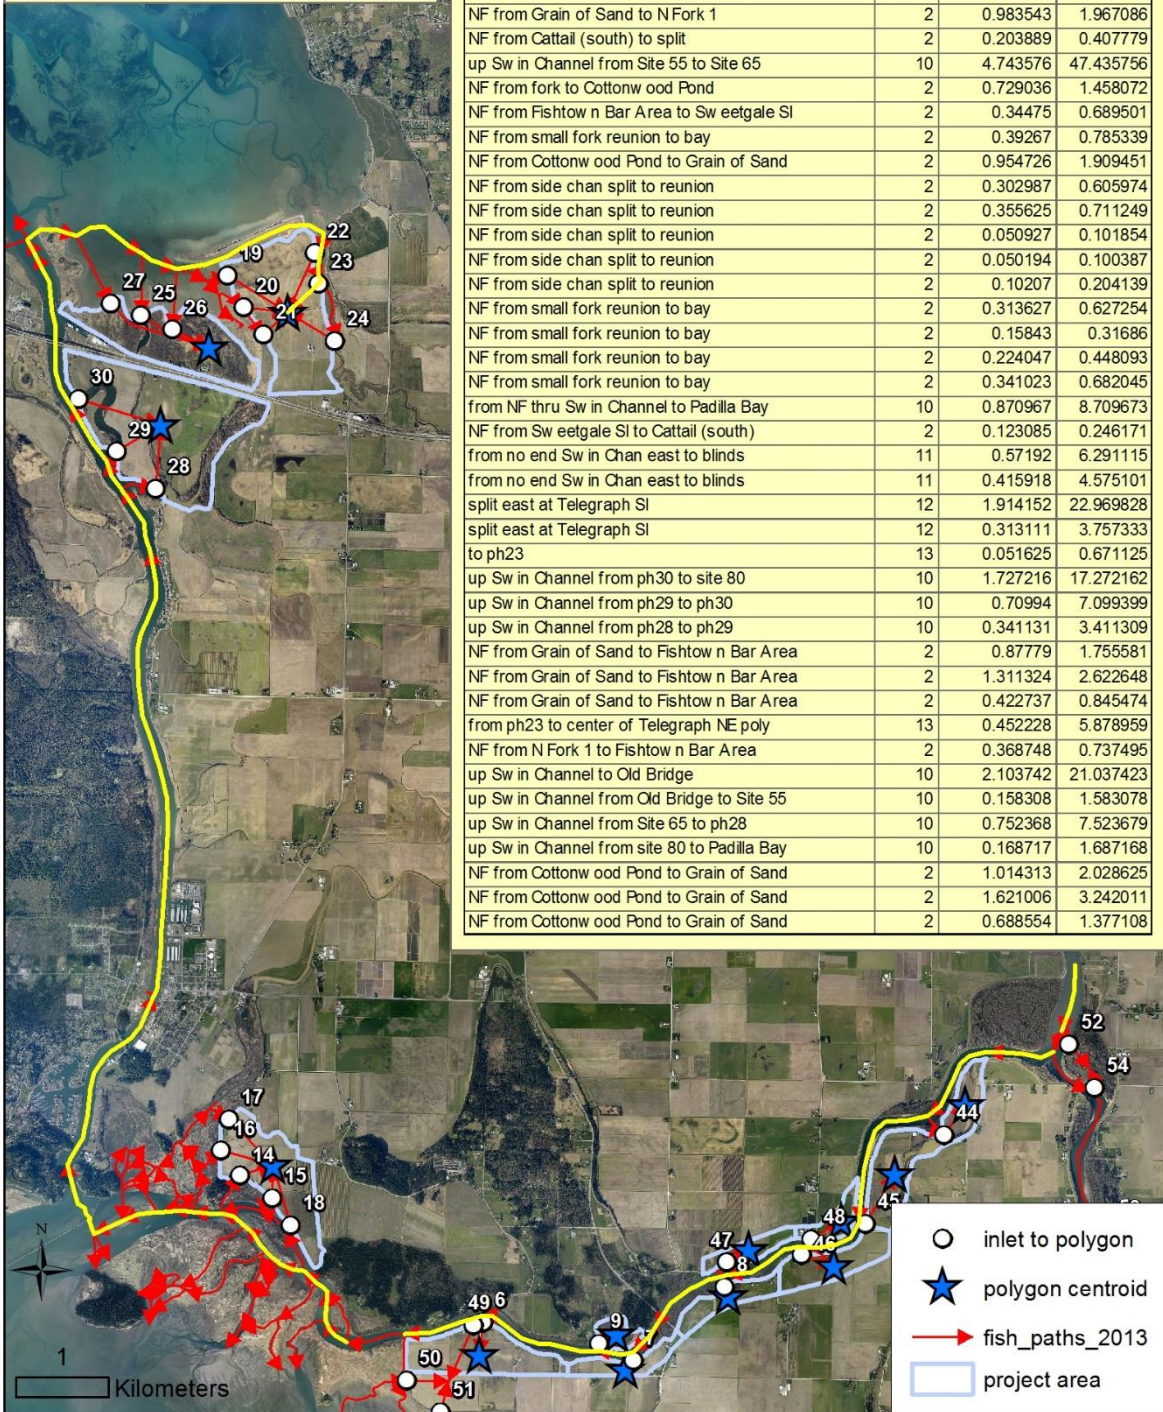 NF from Grain of Sand to N Fork 1 2 0.983543 1.967086
NF from Cattail (south) to split 2 0.203889 0.407779
up Sw in Channel from Site 55 to Site 65 10 4.743576 47.435756
NF from fork to Cottonw ood Pond 2 0.729036 1.458072
NF from Fishtow n Bar Area to Sw eetgale Sl 2 0.34475 0.689501
NF from small fork reunion to bay 2 0.39267 0.785339
NF from Cottonw ood Pond to Grain of Sand 2 0.954726 1.909451
NF from side chan split to reunion 2 0.302987 0.605974
NF from side chan split to reunion 2 0.355625 0.711249
NF from side chan split to reunion 2 0.050927 0.101854
NF from side chan split to reunion 2 0.050194 0.100387
NF from side chan split to reunion 2 0.10207 0.204139
NF from small fork reunion to bay 2 0.313627 0.627254
NF from small fork reunion to bay 2 0.15843 0.31686
NF from small fork reunion to bay 2 0.224047 0.448093
NF from small fork reunion to bay 2 0.341023 0.682045
from NF thru Sw in Channel to Padilla Bay 10 0.870967 8.709673
NF from Sw eetgale Sl to Cattail (south) 2 0.123085 0.246171
from no end Sw in Chan east to blinds 11 0.57192 6.291115
from no end Sw in Chan east to blinds 11 0.415918 4.575101
split east at Telegraph Sl 12 1.914152 22.969828
split east at Telegraph Sl 12 0.313111 3.757333
to ph23 13 0.051625 0.671125
up Sw in Channel from ph30 to site 80 10 1.727216 17.272162
up Sw in Channel from ph29 to ph30 10 0.70994 7.099399
up Sw in Channel from ph28 to ph29 10 0.341131 3.411309
NF from Grain of Sand to Fishtow n Bar Area 2 0.87779 1.755581
NF from Grain of Sand to Fishtow n Bar Area 2 1.311324 2.622648
NF from Grain of Sand to Fishtow n Bar Area 2 0.422737 0.845474
from ph23 to center of Telegraph NE poly 13 0.452228 5.878959
NF from N Fork 1 to Fishtow n Bar Area 2 0.368748 0.737495
up Sw in Channel to Old Bridge 10 2.103742 21.037423
up Sw in Channel from Old Bridge to Site 55 10 0.158308 1.583078
up Sw in Channel from Site 65 to ph28 10 0.752368 7.523679
up Sw in Channel from site 80 to Padilla Bay 10 0.168717 1.687168
NF from Cottonw ood Pond to Grain of Sand 2 1.014313 2.028625
NF from Cottonw ood Pond to Grain of Sand 2 1.621006 3.242011
NF from Cottonw ood Pond to Grain of Sand 2 0.688554 1.377108
22
19
23
27
20
25
21
26
24
30
29
28
52
54
17
44
16
14
15
18
48
45
47
46
8
49
6
9
7
50
51
N
1
Kilometers
inlet to polygon
polygon centroid
fish_paths_2013
project area